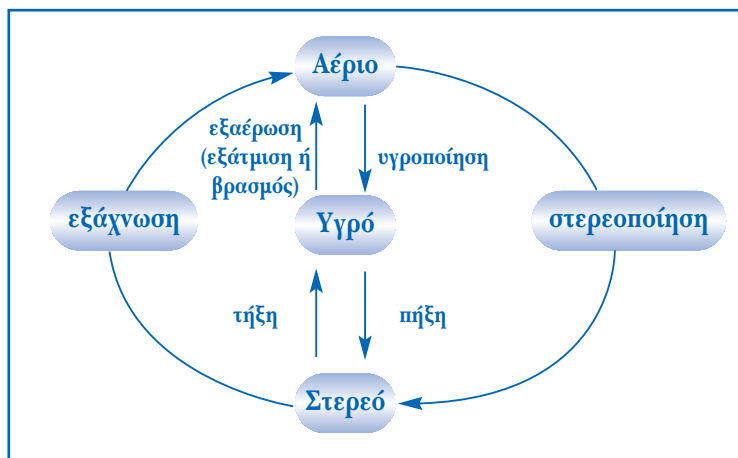 Αέριο
εξαέρωση
(εξάτμιση ή
βρασμός)
υγροποίηση
εξάχνωση
Υγρό
στερεοποίηση
τήξη
πήξη
Στερεό